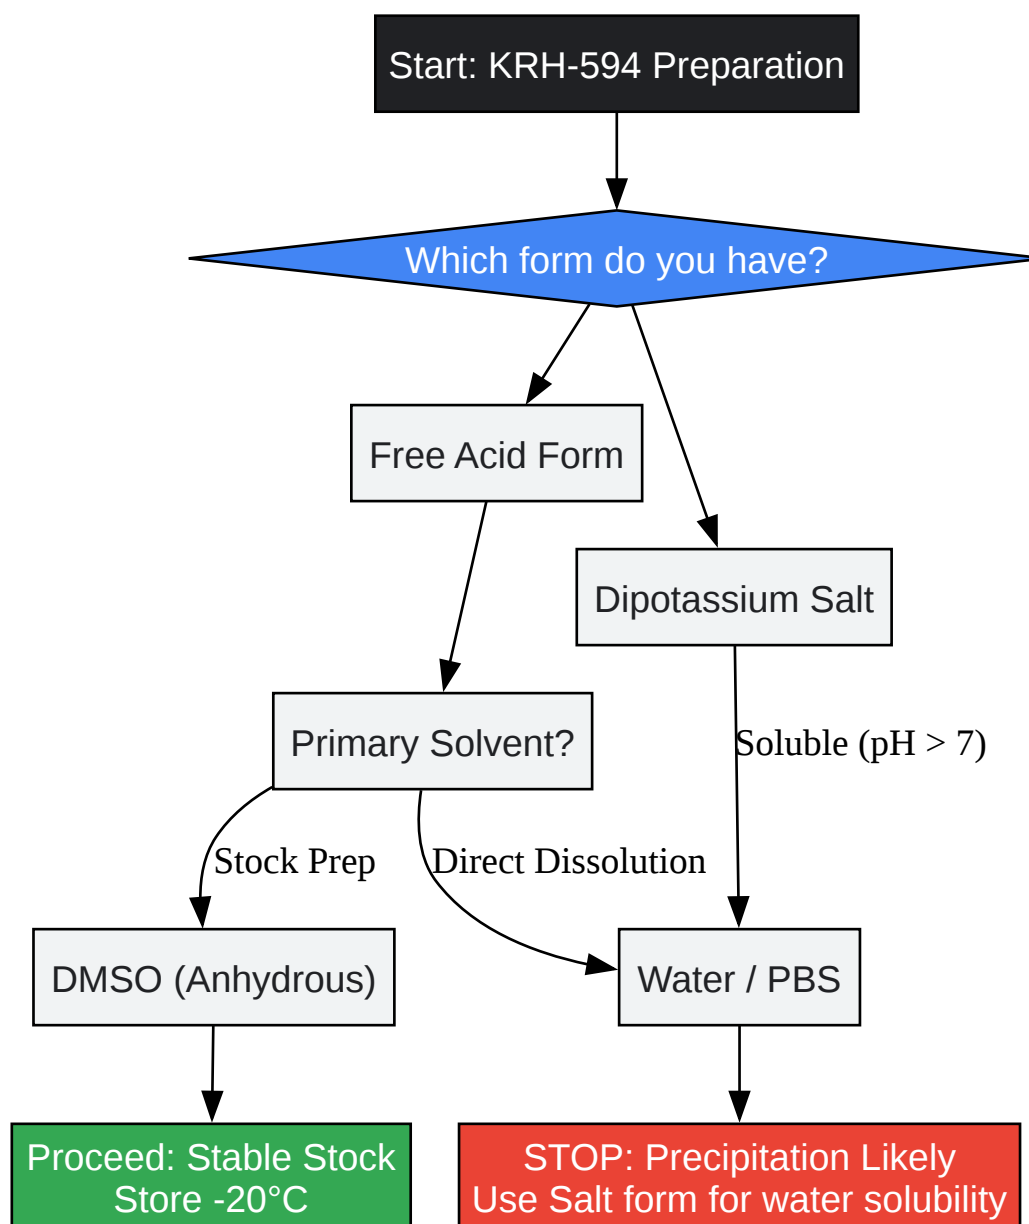 Start: KRH-594 Preparation
Which form do you have?
Free Acid Form
Dipotassium Salt
Primary Solvent?
Soluble (pH > 7)
Stock Prep
Direct Dissolution
DMSO (Anhydrous)
Water / PBS
Proceed: Stable Stock
Store -20°C
STOP: Precipitation Likely
Use Salt form for water solubility